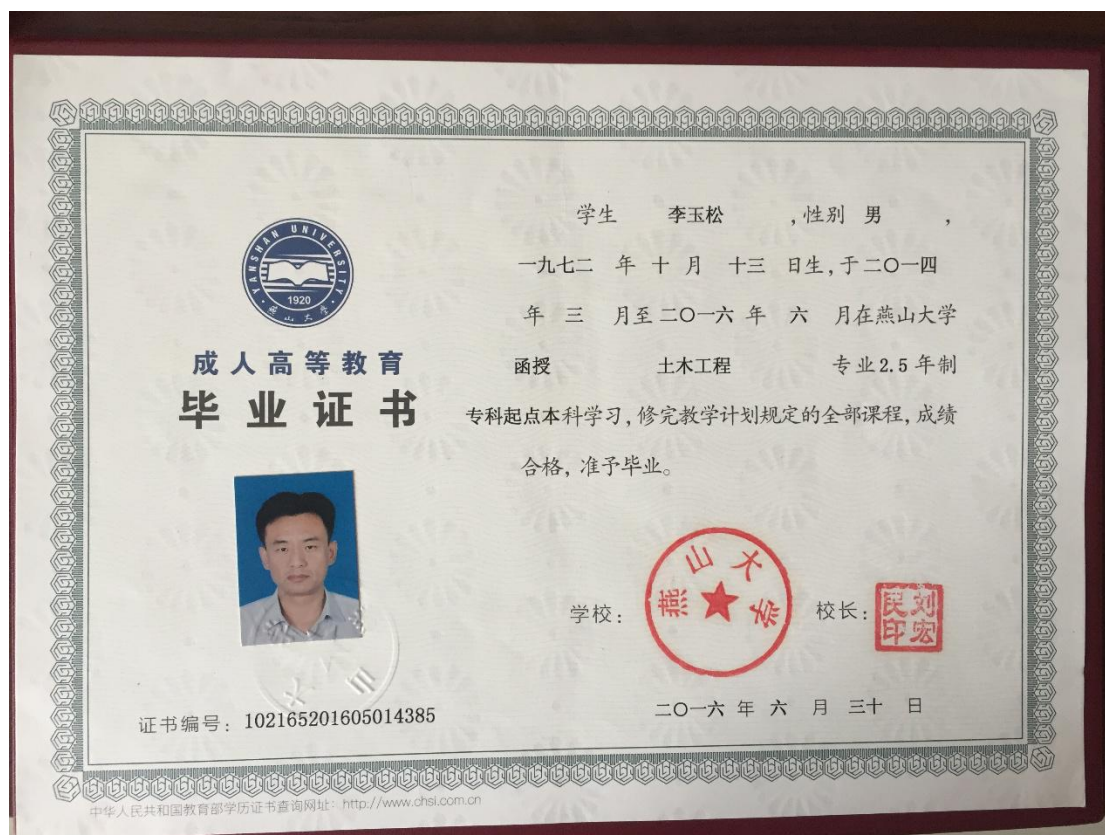 YANSHAN UNIVERSITY
1920
燕山大学
成人高等教育
毕业证书
证书编号：102165201605014385
学生 李玉松 ，性别 男 ，
一九七二 年 十 月 十三 日生，于二〇一四
年 三 月至二〇一六 年 六 月在燕山大学
函授 土木工程 专业2.5年制
专科起点本科学习，修完教学计划规定的全部课程，成绩
合格，准予毕业。
学校： 燕山大学 校长： 刘宏民印
二〇一六 年 六 月 三十 日
中华人民共和国教育部学历证书查询网址：http://www.chsi.com.cn